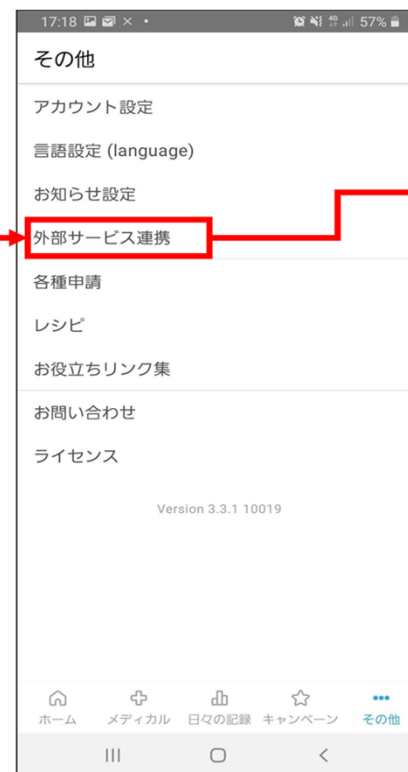 17:18 57%
その他
アカウント設定
言語設定 (language)
お知らせ設定
外部サービス連携
各種申請
レシピ
お役立ちリンク集
お問い合わせ
ライセンス
Version 3.3.1 10019
ホーム メディカル 日々の記録 キャンペーン その他